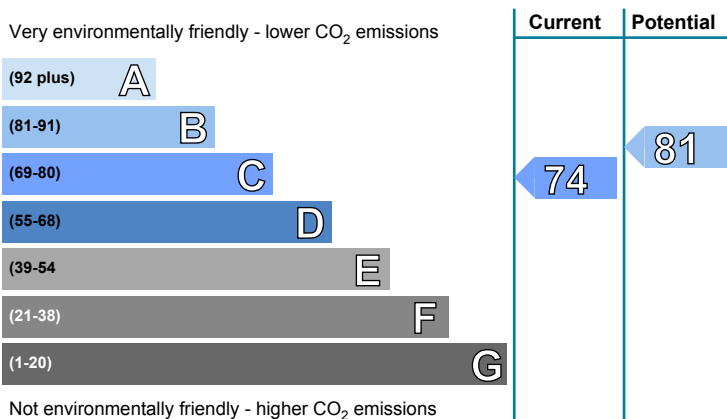 Very environmentally friendly - lower CO₂ emissions
Current
Potential
(92 plus) A
(81-91) B
81
(69-80) C
74
(55-68) D
(39-54 E
(21-38) F
(1-20) G
Not environmentally friendly - higher CO₂ emissions